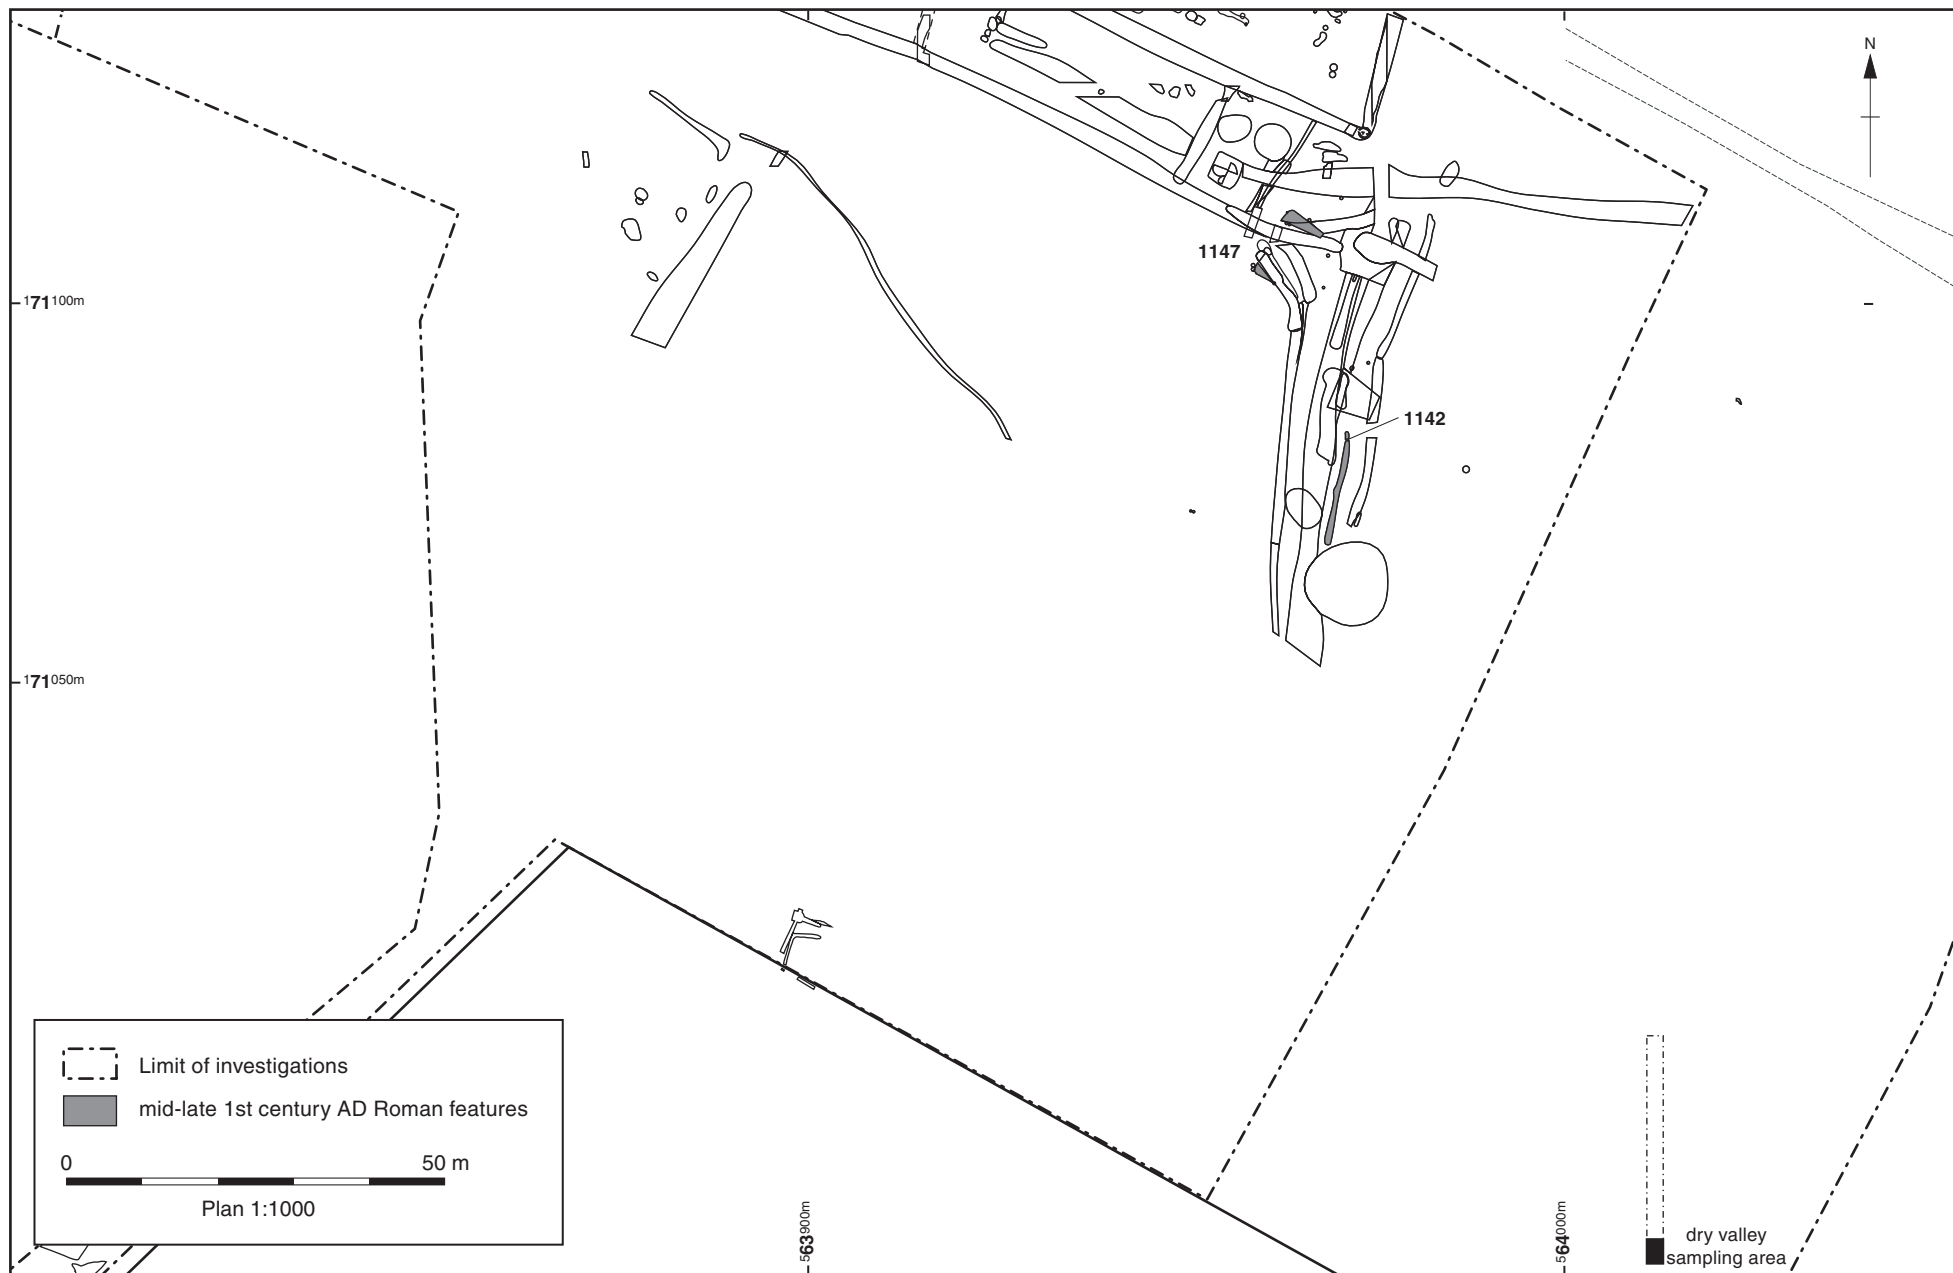 N
1147
171100m
1142
171050m
Limit of investigations
mid-late 1st century AD Roman features
0 50 m
Plan 1:1000
563900m
564000m
dry valley
sampling area